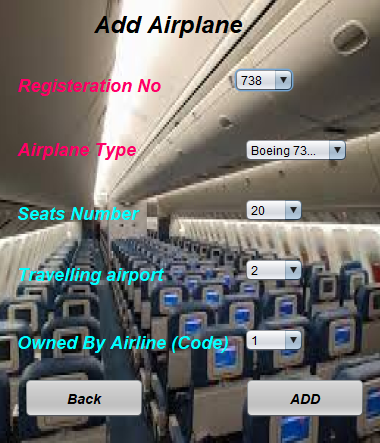 Add Airplane
Registeration No 738
Airplane Type Boeing 73...
Seats Number 20
Travelling airport 2
Owned By Airline (Code) 1
Back ADD